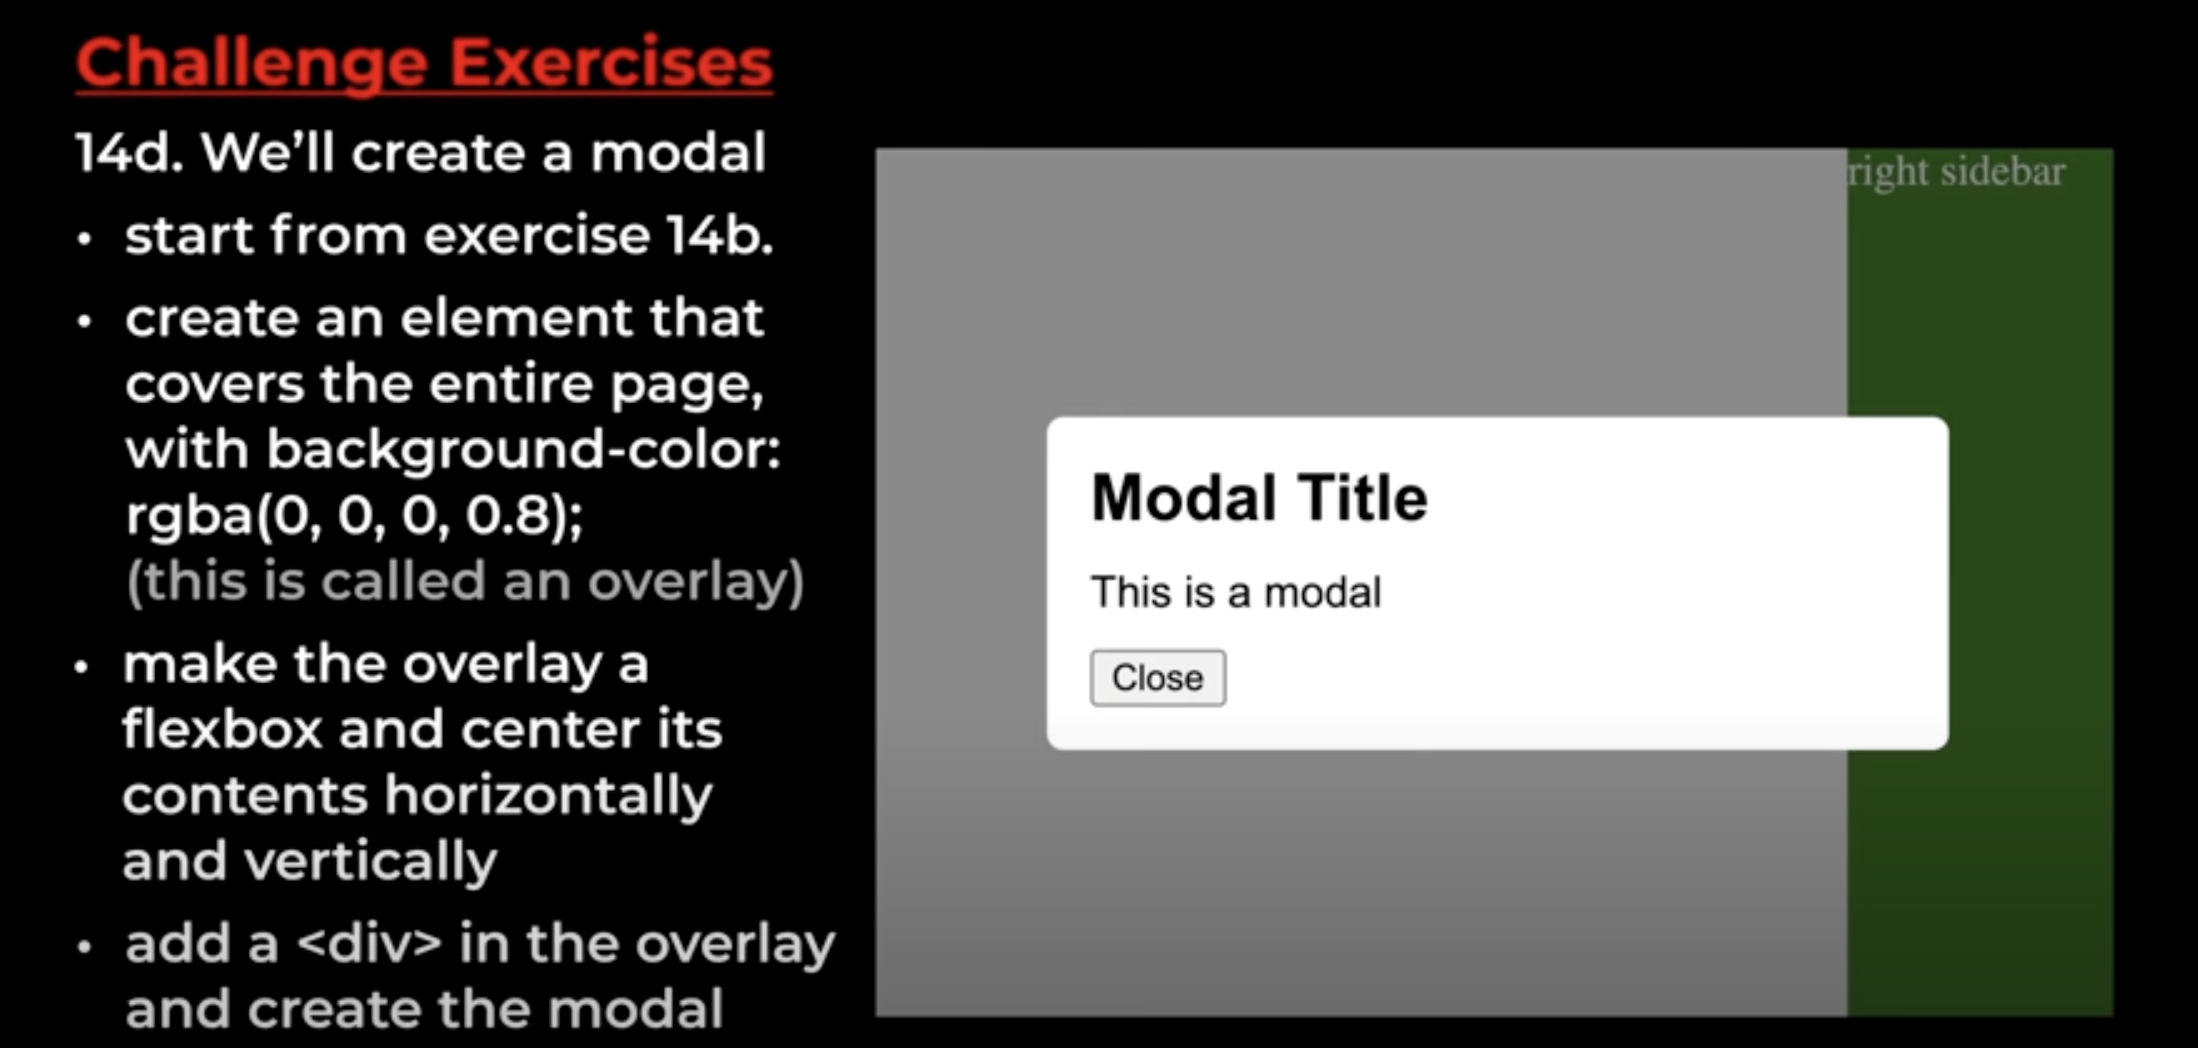 Challenge Exercises
14d. We’ll create a modal
• start from exercise 14b.
• create an element that
covers the entire page,
with background-color:
rgba(0, 0, 0, 0.8);
(this is called an overlay)
• make the overlay a
flexbox and center its
contents horizontally
and vertically
• add a <div> in the overlay
and create the modal
right sidebar
Modal Title
This is a modal
Close